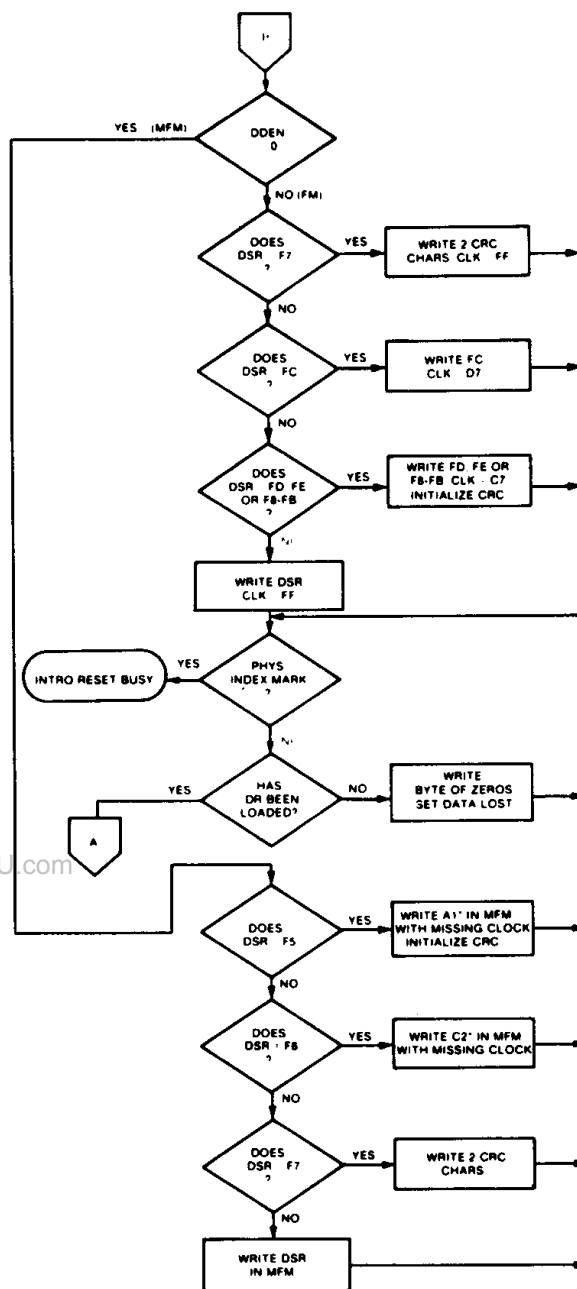 YES (MFM)
DDEN
0
NO (FM)
DOES
DSR F7
?
YES
WRITE 2 CRC
CHARS CLK FF
NO
DOES
DSR FC
?
YES
WRITE FC
CLK D7
NO
DOES
DSR FD FE
OR F8-FB
?
YES
WRITE FD, FE OR
F8-FB CLK - C7
INITIALIZE CRC
WRITE DSR
CLK FF
PHYS
INDEX MARK
?
YES
INTRO RESET BUSY
HAS
DR BEEN
LOADED?
YES
NO
WRITE
BYTE OF ZEROS
SET DATA LOST
A
U.com
DOES
DSR F5
YES
WRITE A1* IN MFM
WITH MISSING CLOCK
INITIALIZE CRC
NO
DOES
DSR F6
?
YES
WRITE C2* IN MFM
WITH MISSING CLOCK
NO
DOES
DSR F7
?
YES
WRITE 2 CRC
CHARS
NO
WRITE DSR
IN MFM